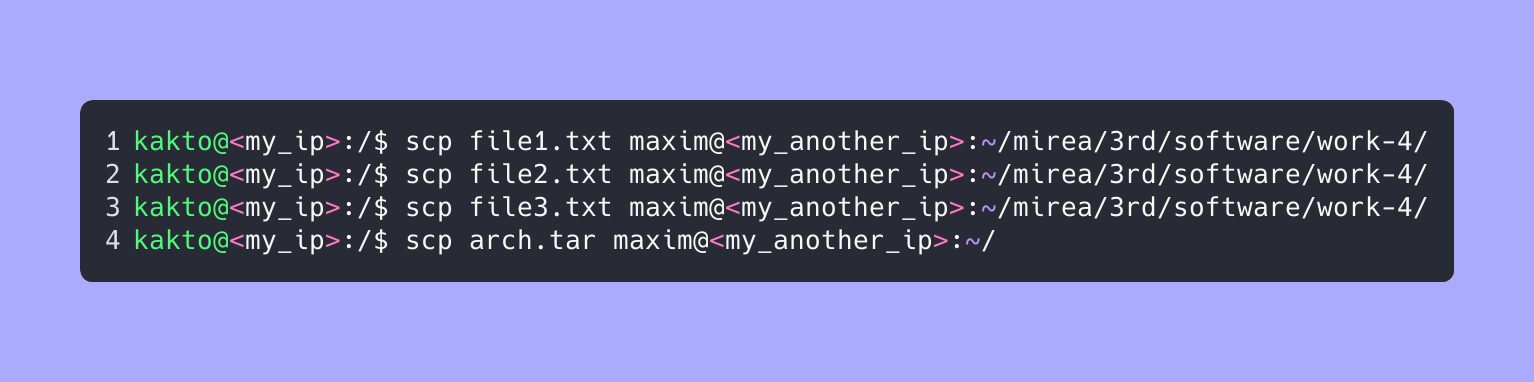 1 kakto@<my_ip>:/$ scp file1.txt maxim@<my_another_ip>:~/mirea/3rd/software/work-4/
2 kakto@<my_ip>:/$ scp file2.txt maxim@<my_another_ip>:~/mirea/3rd/software/work-4/
3 kakto@<my_ip>:/$ scp file3.txt maxim@<my_another_ip>:~/mirea/3rd/software/work-4/
4 kakto@<my_ip>:/$ scp arch.tar maxim@<my_another_ip>:~/